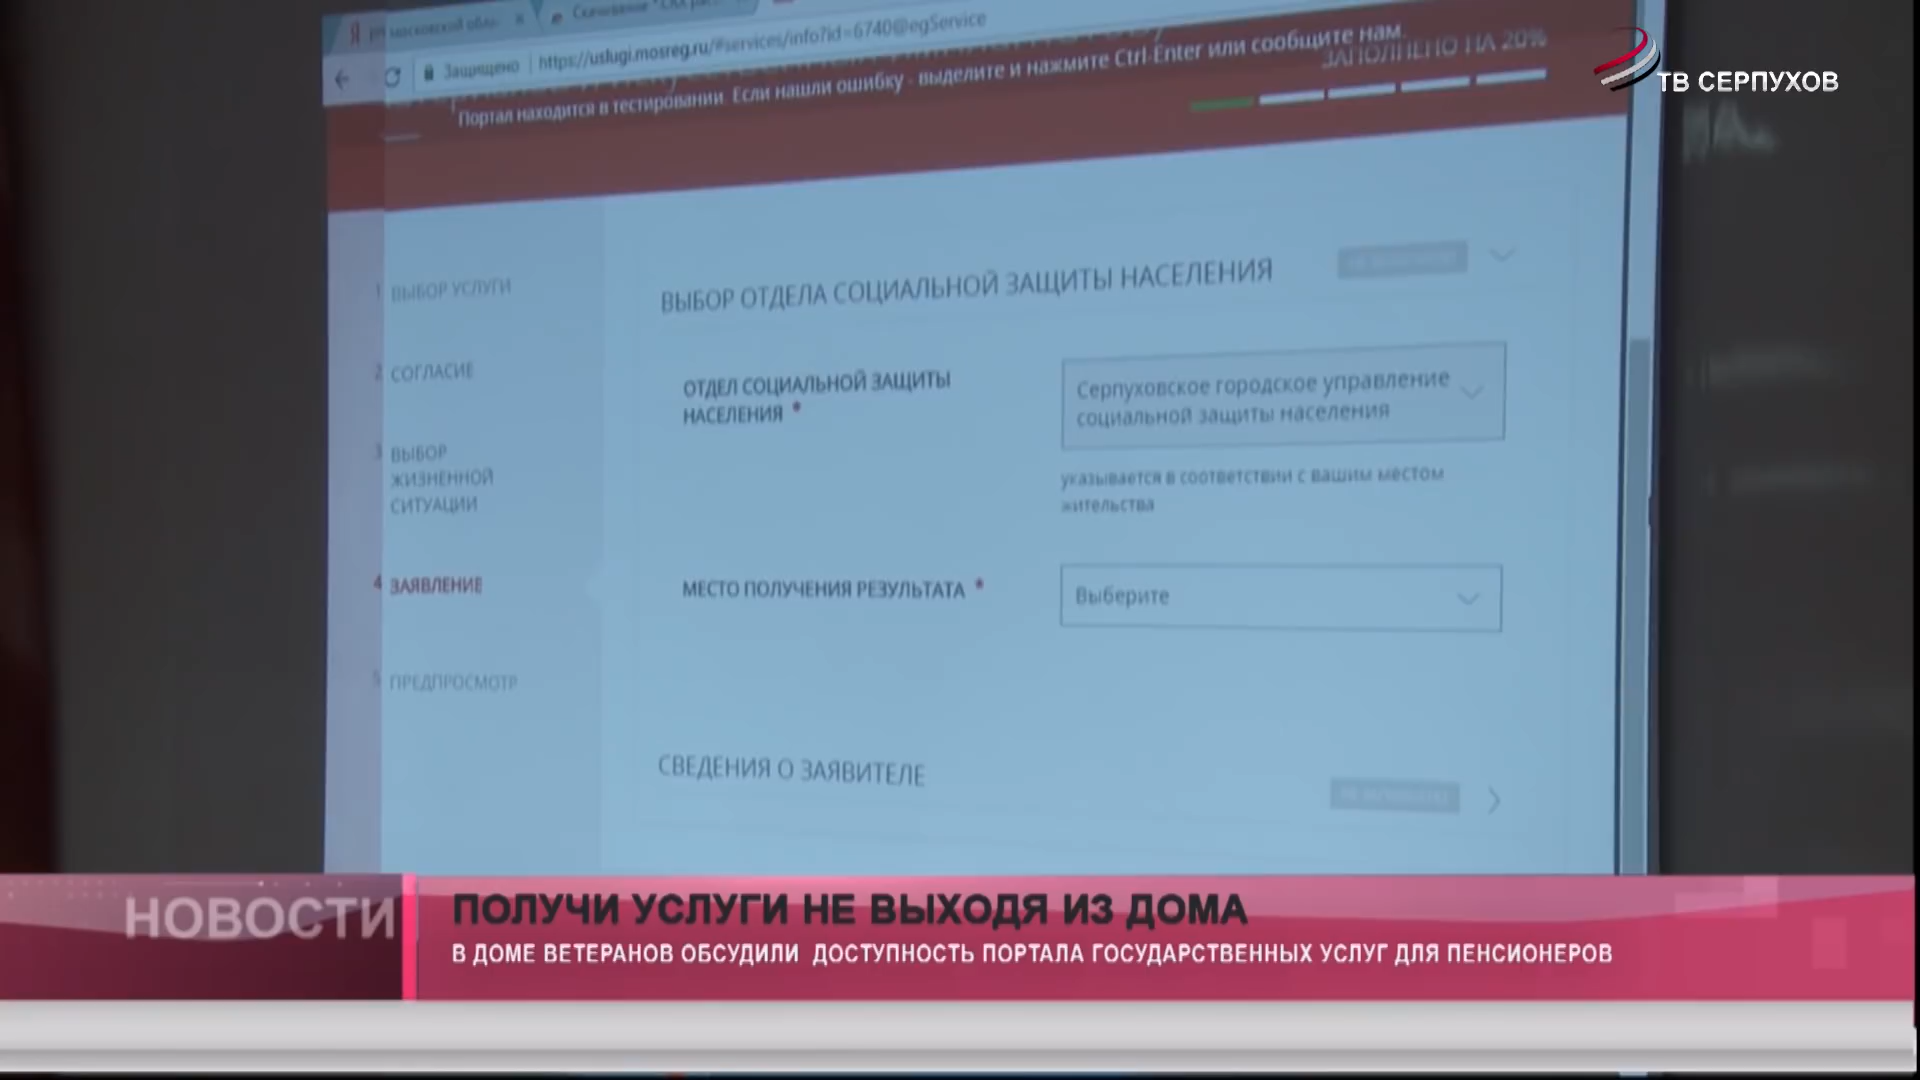 московской обл
Скачивание
Защищено https://uslugi.mosreg.ru/#services/info?id=6740@egService
Портал находится в тестировании. Если нашли ошибку - выделите и нажмите Ctrl-Enter или сообщите нам.
ЗАПОЛНЕНО НА 20%
ТВ СЕРПУХОВ
1 ВЫБОР УСЛУГИ
2 СОГЛАСИЕ
3 ВЫБОР
ЖИЗНЕННОЙ
СИТУАЦИИ
4 ЗАЯВЛЕНИЕ
5 ПРЕДПРОСМОТР
ВЫБОР ОТДЕЛА СОЦИАЛЬНОЙ ЗАЩИТЫ НАСЕЛЕНИЯ
ОТДЕЛ СОЦИАЛЬНОЙ ЗАЩИТЫ
НАСЕЛЕНИЯ *
Серпуховское городское управление
социальной защиты населения
указывается в соответствии с вашим местом
жительства
МЕСТО ПОЛУЧЕНИЯ РЕЗУЛЬТАТА *
Выберите
СВЕДЕНИЯ О ЗАЯВИТЕЛЕ
НОВОСТИ
ПОЛУЧИ УСЛУГИ НЕ ВЫХОДЯ ИЗ ДОМА
В ДОМЕ ВЕТЕРАНОВ ОБСУДИЛИ ДОСТУПНОСТЬ ПОРТАЛА ГОСУДАРСТВЕННЫХ УСЛУГ ДЛЯ ПЕНСИОНЕРОВ